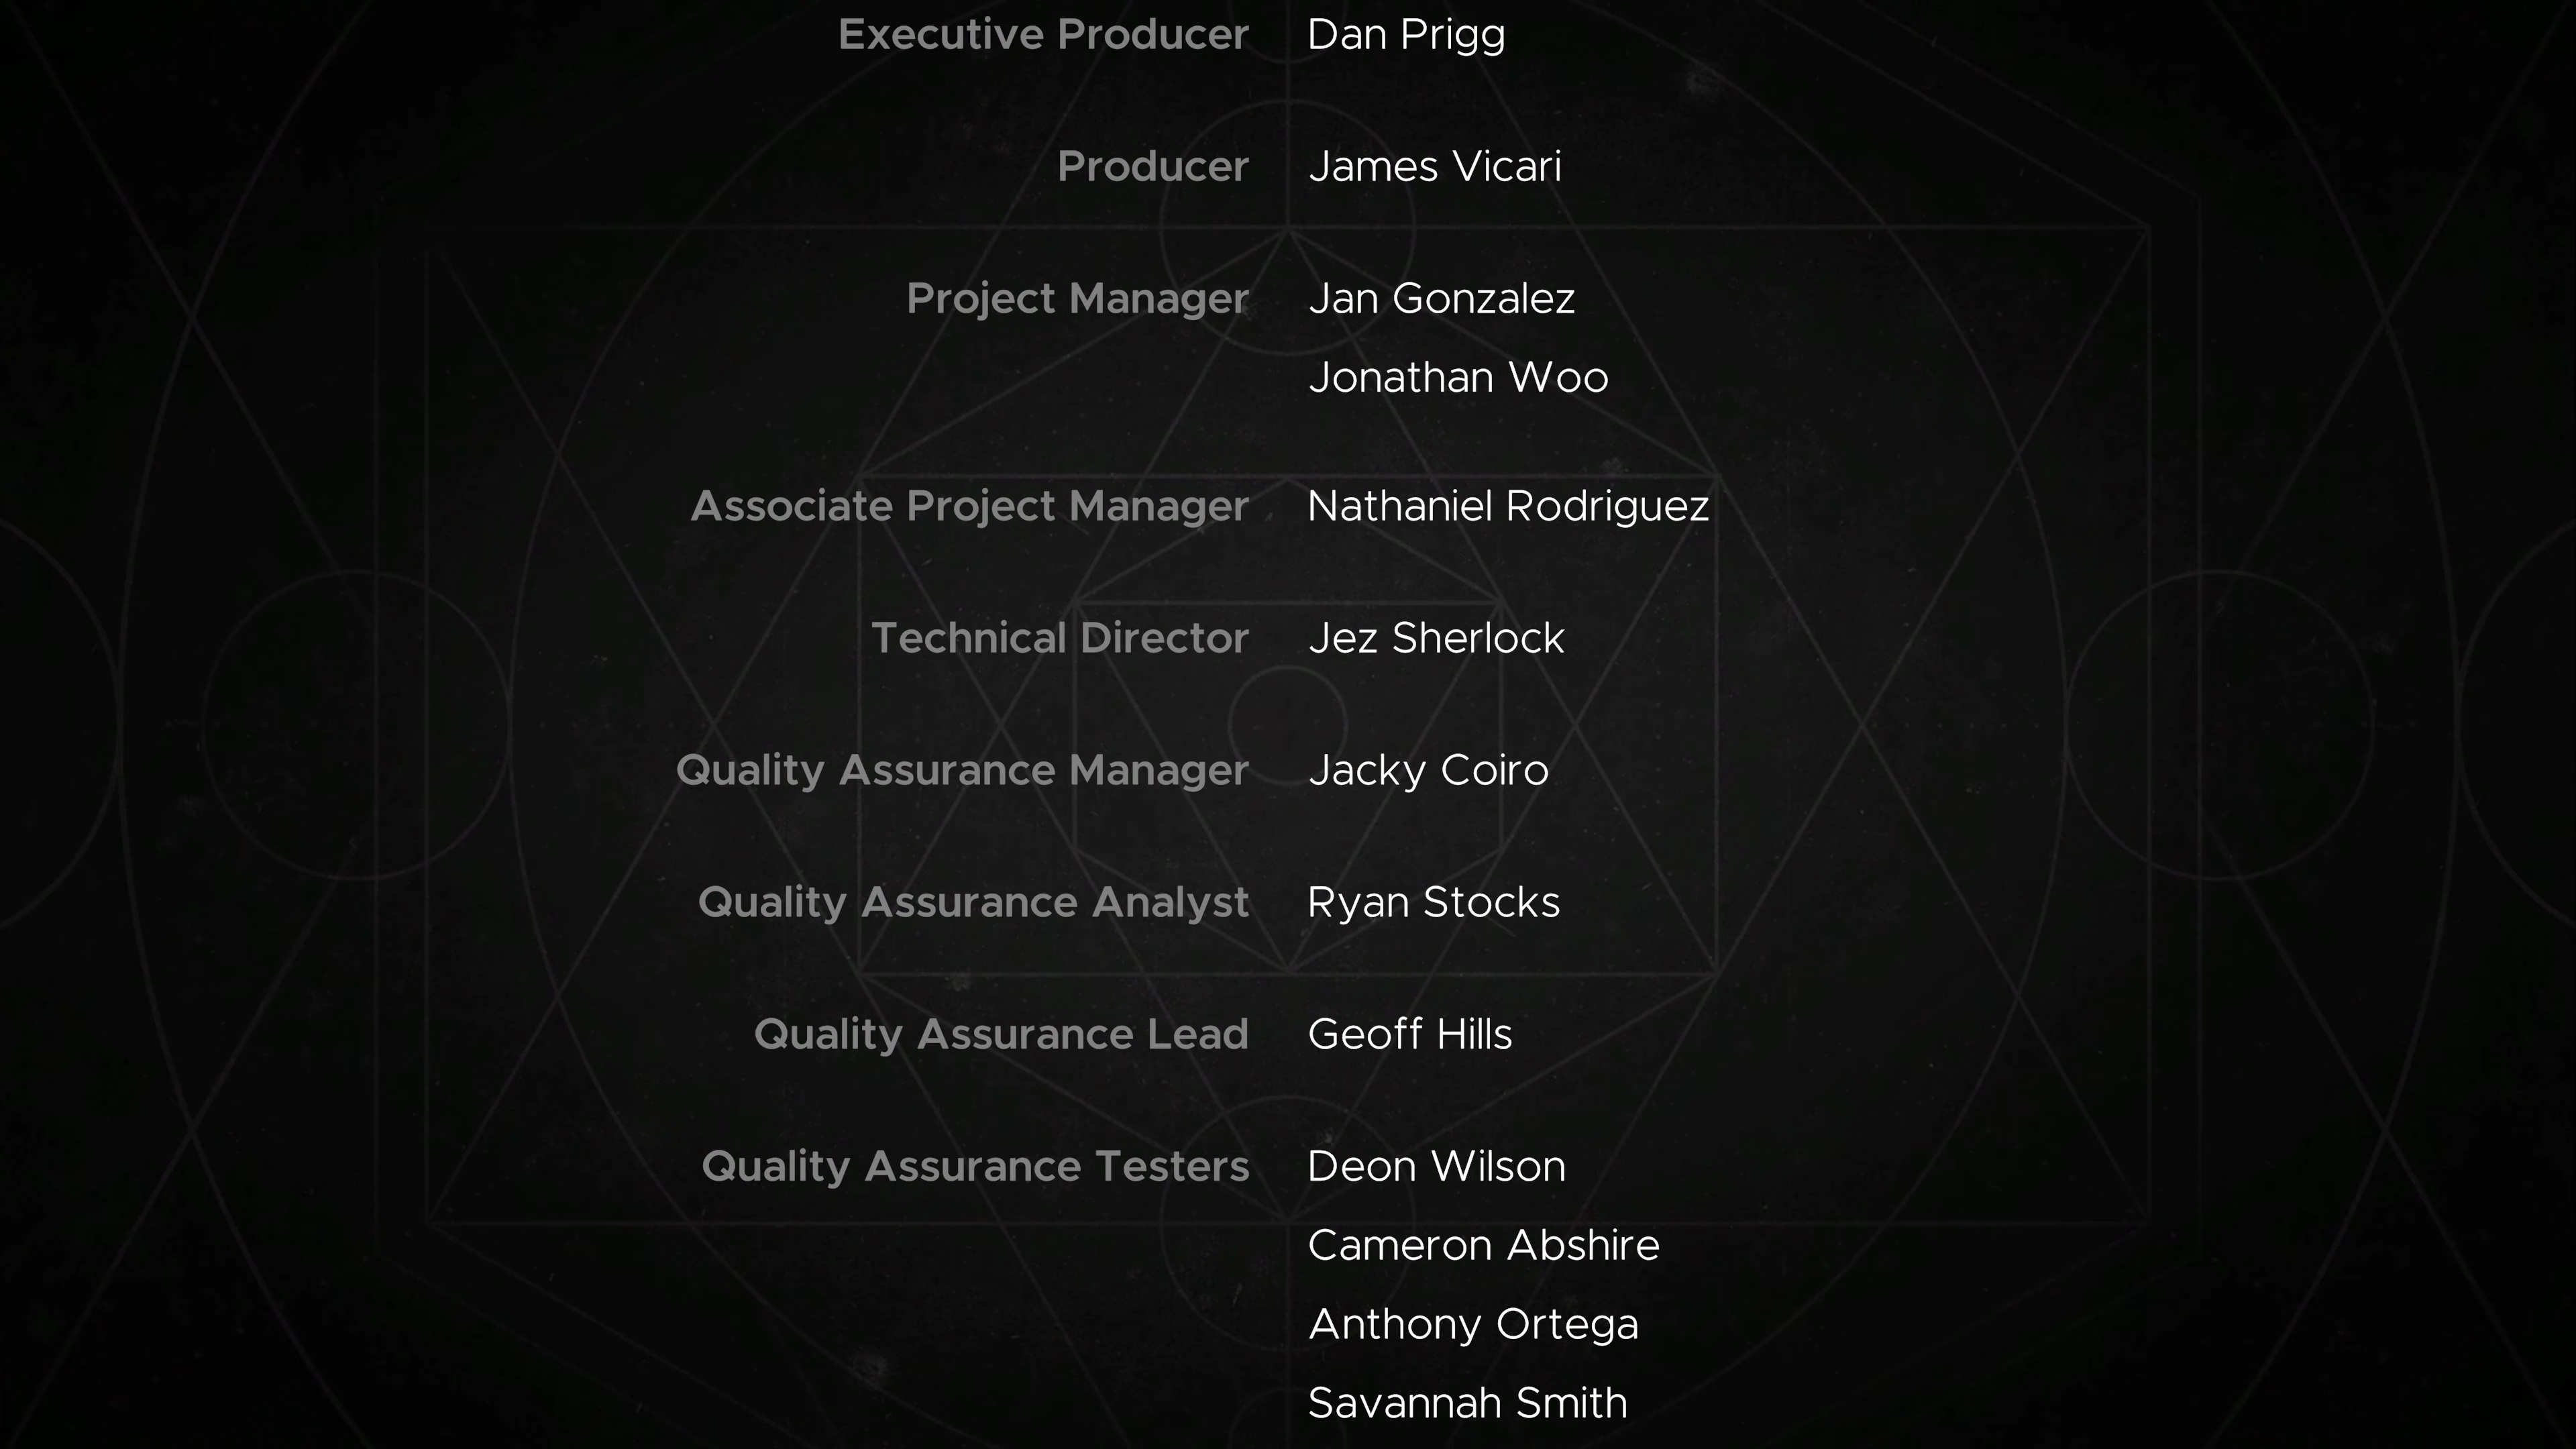 Executive Producer Dan Prigg
Producer James Vicari
Project Manager Jan Gonzalez
Jonathan Woo
Associate Project Manager Nathaniel Rodriguez
Technical Director Jez Sherlock
Quality Assurance Manager Jacky Coiro
Quality Assurance Analyst Ryan Stocks
Quality Assurance Lead Geoff Hills
Quality Assurance Testers Deon Wilson
Cameron Abshire
Anthony Ortega
Savannah Smith